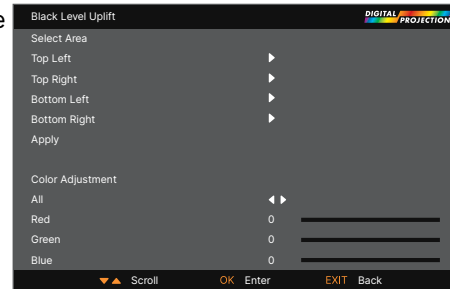 e
Black Level Uplift
DIGITAL PROJECTION
Select Area
Top Left
Top Right
Bottom Left
Bottom Right
Apply
Color Adjustment
All
Red 0
Green 0
Blue 0
Scroll OK Enter EXIT Back